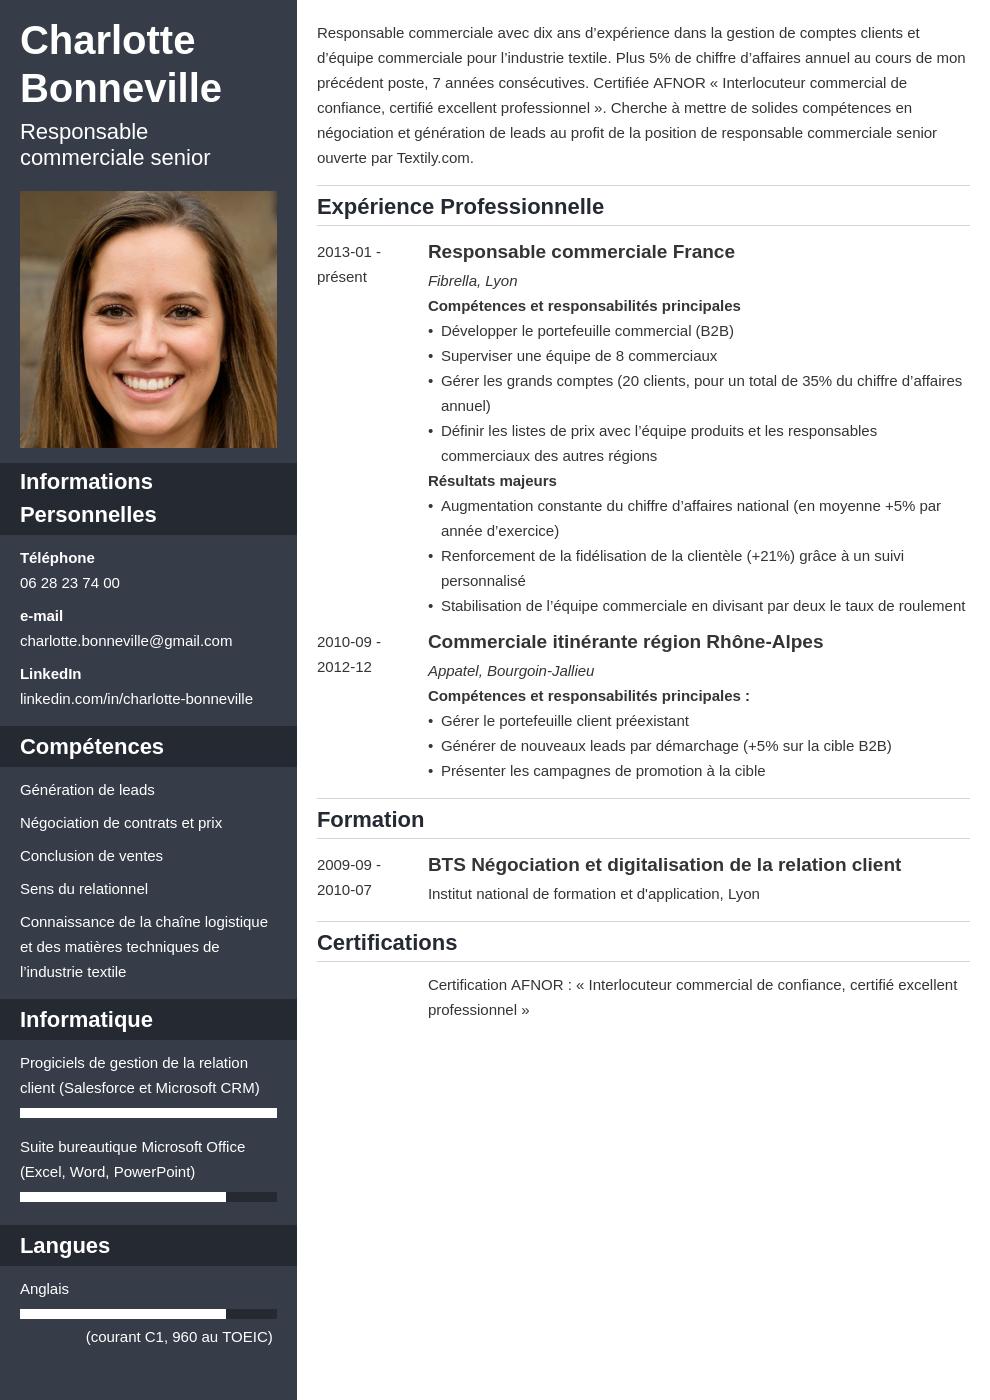 Charlotte
Bonneville
Responsable
commerciale senior
Informations
Personnelles
Téléphone
06 28 23 74 00
e-mail
charlotte.bonneville@gmail.com
LinkedIn
linkedin.com/in/charlotte-bonneville
Compétences
Génération de leads
Négociation de contrats et prix
Conclusion de ventes
Sens du relationnel
Connaissance de la chaîne logistique
et des matières techniques de
l’industrie textile
Informatique
Progiciels de gestion de la relation
client (Salesforce et Microsoft CRM)
Suite bureautique Microsoft Office
(Excel, Word, PowerPoint)
Langues
Anglais
(courant C1, 960 au TOEIC)
Responsable commerciale avec dix ans d’expérience dans la gestion de comptes clients et
d’équipe commerciale pour l’industrie textile. Plus 5% de chiffre d’affaires annuel au cours de mon
précédent poste, 7 années consécutives. Certifiée AFNOR « Interlocuteur commercial de
confiance, certifié excellent professionnel ». Cherche à mettre de solides compétences en
négociation et génération de leads au profit de la position de responsable commerciale senior
ouverte par Textily.com.
Expérience Professionnelle
2013-01 -
présent
Responsable commerciale France
Fibrella, Lyon
Compétences et responsabilités principales
• Développer le portefeuille commercial (B2B)
• Superviser une équipe de 8 commerciaux
• Gérer les grands comptes (20 clients, pour un total de 35% du chiffre d’affaires
annuel)
• Définir les listes de prix avec l’équipe produits et les responsables
commerciaux des autres régions
Résultats majeurs
• Augmentation constante du chiffre d’affaires national (en moyenne +5% par
année d’exercice)
• Renforcement de la fidélisation de la clientèle (+21%) grâce à un suivi
personnalisé
• Stabilisation de l’équipe commerciale en divisant par deux le taux de roulement
2010-09 -
2012-12
Commerciale itinérante région Rhône-Alpes
Appatel, Bourgoin-Jallieu
Compétences et responsabilités principales :
• Gérer le portefeuille client préexistant
• Générer de nouveaux leads par démarchage (+5% sur la cible B2B)
• Présenter les campagnes de promotion à la cible
Formation
2009-09 -
2010-07
BTS Négociation et digitalisation de la relation client
Institut national de formation et d'application, Lyon
Certifications
Certification AFNOR : « Interlocuteur commercial de confiance, certifié excellent
professionnel »